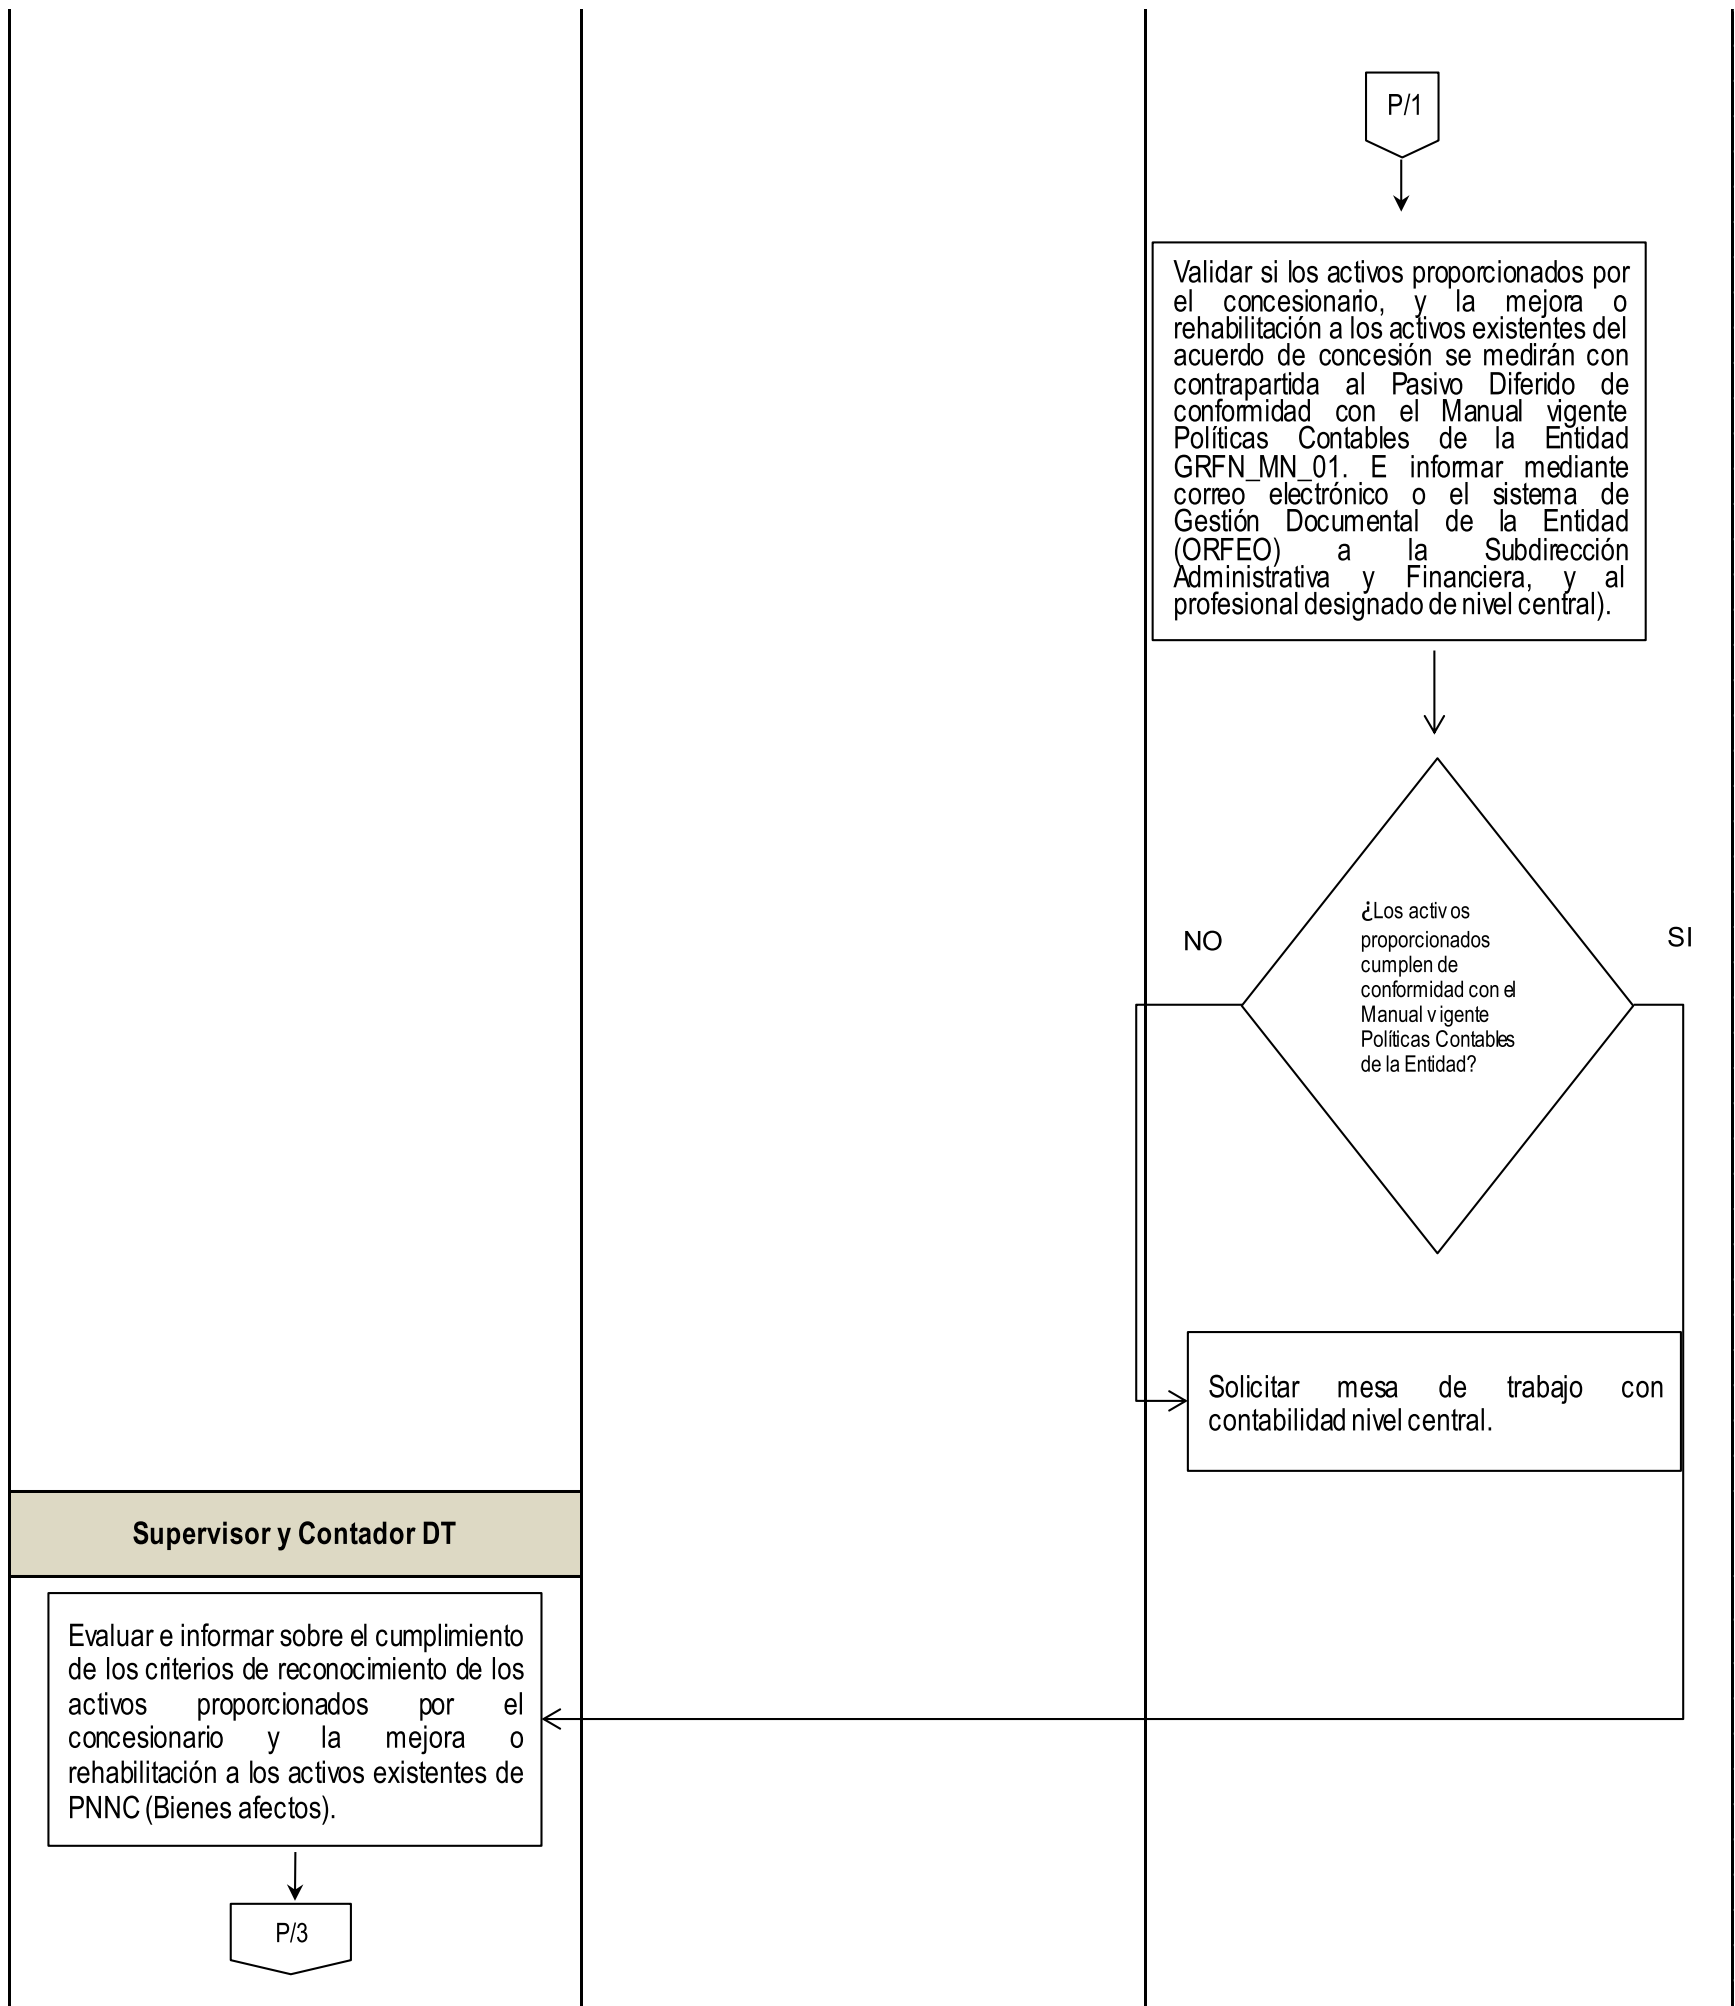 P/1
Validar si los activos proporcionados por
el concesionario, y la mejora o
rehabilitación a los activos existentes del
acuerdo de concesión se medirán con
contrapartida al Pasivo Diferido de
conformidad con el Manual vigente
Políticas Contables de la Entidad
GRFN_MN_01. E informar mediante
correo electrónico o el sistema de
Gestión Documental de la Entidad
(ORFEO) a la Subdirección
Administrativa y Financiera, y al
profesional designado de nivel central).
¿Los activos
proporcionados
cumplen de
conformidad con el
Manual vigente
Políticas Contables
de la Entidad?
NO
SI
Solicitar mesa de trabajo con
contabilidad nivel central.
Supervisor y Contador DT
Evaluar e informar sobre el cumplimiento
de los criterios de reconocimiento de los
activos proporcionados por el
concesionario y la mejora o
rehabilitación a los activos existentes de
PNNC (Bienes afectos).
P/3